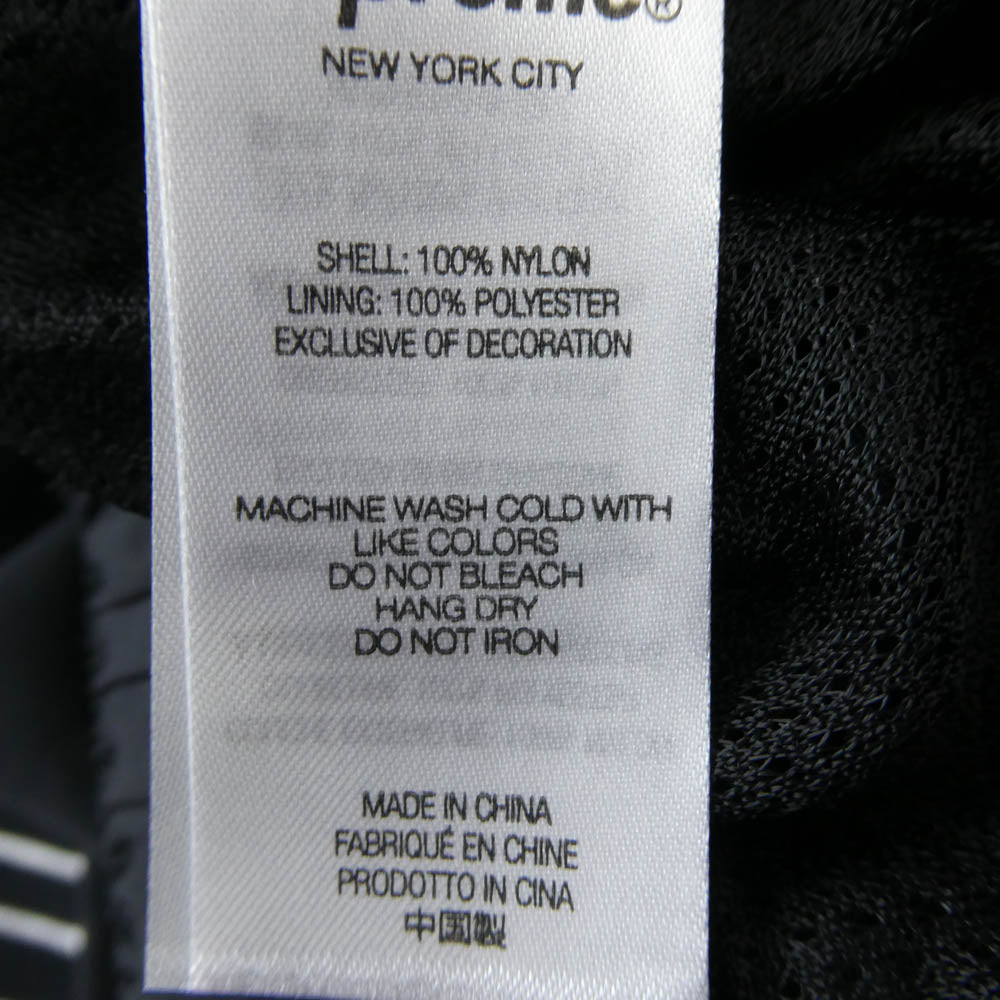 NEW YORK CITY
SHELL: 100% NYLON
LINING: 100% POLYESTER
EXCLUSIVE OF DECORATION
MACHINE WASH COLD WITH
LIKE COLORS
DO NOT BLEACH
HANG DRY
DO NOT IRON
MADE IN CHINA
FABRIQUÉ EN CHINE
PRODOTTO IN CINA
中国製